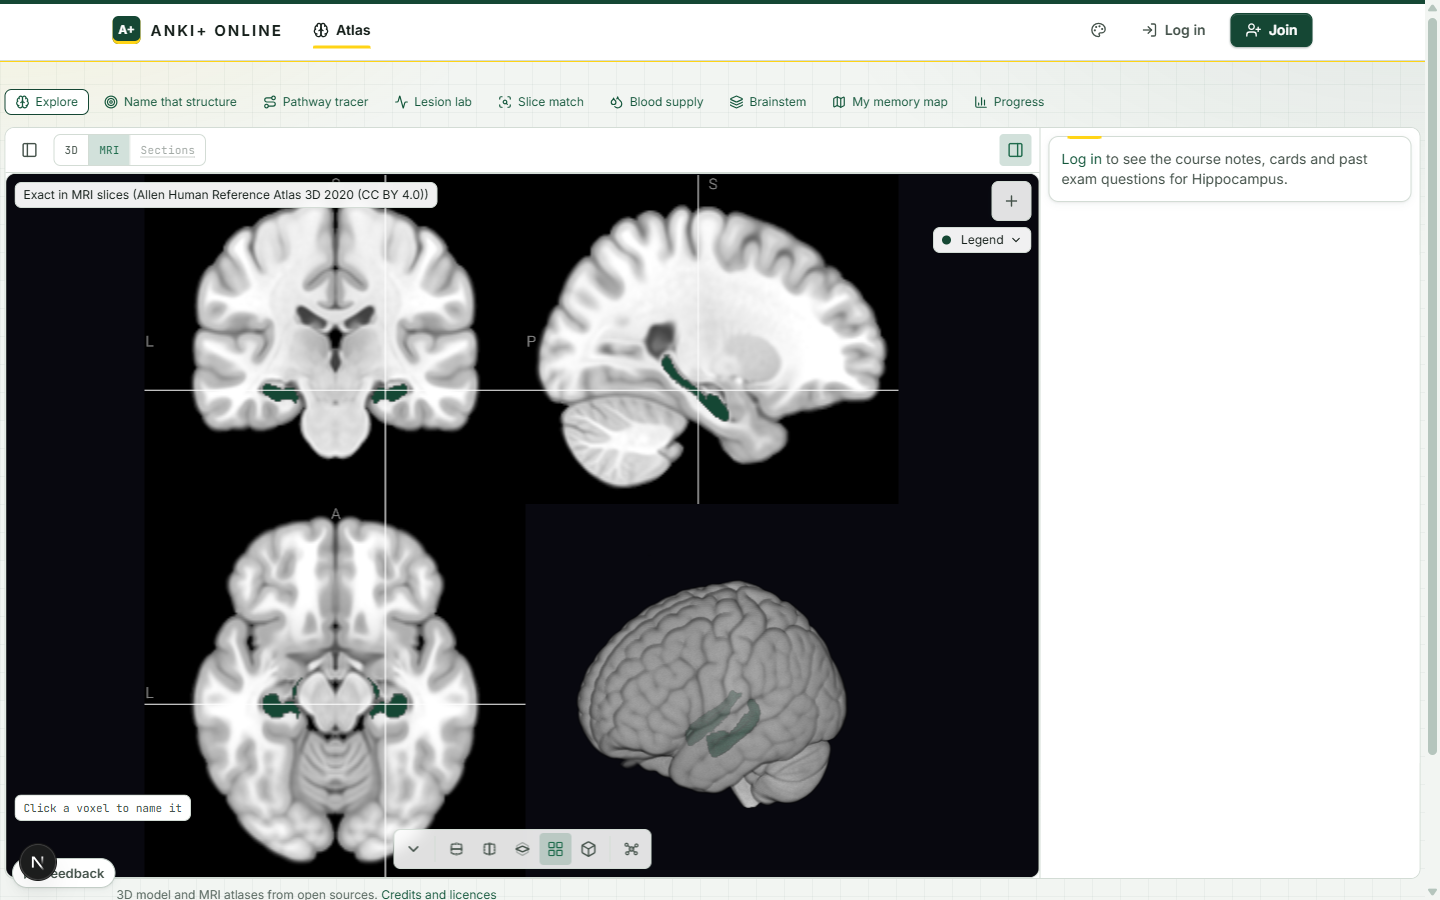 A+ ANKI+ ONLINE
Atlas
Log in
Join
Explore
Name that structure
Pathway tracer
Lesion lab
Slice match
Blood supply
Brainstem
My memory map
Progress
3D
MRI
Sections
Exact in MRI slices (Allen Human Reference Atlas 3D 2020 (CC BY 4.0))
S
Legend
L
P
A
L
Click a voxel to name it
N
eedback
Log in to see the course notes, cards and past
exam questions for Hippocampus.
3D model and MRI atlases from open sources. Credits and licences